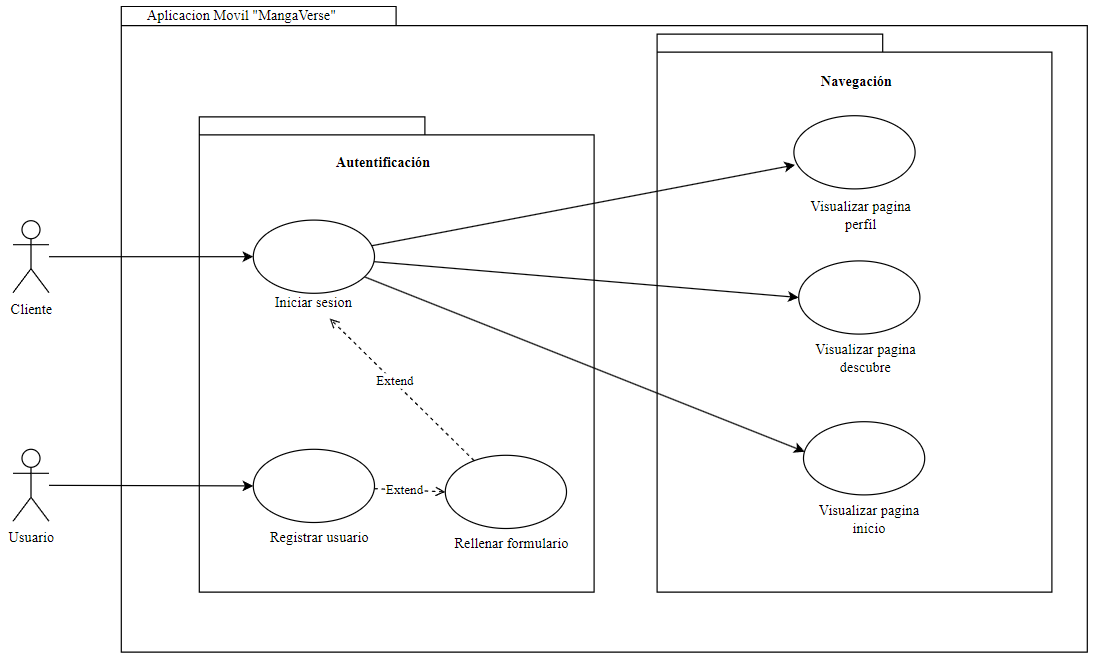 Aplicacion Movil "MangaVerse"
Navegación
Autentificación
Visualizar pagina
perfil
Iniciar sesion
Cliente
Visualizar pagina
descubre
Extend
Extend
Visualizar pagina
inicio
Registrar usuario
Rellenar formulario
Usuario